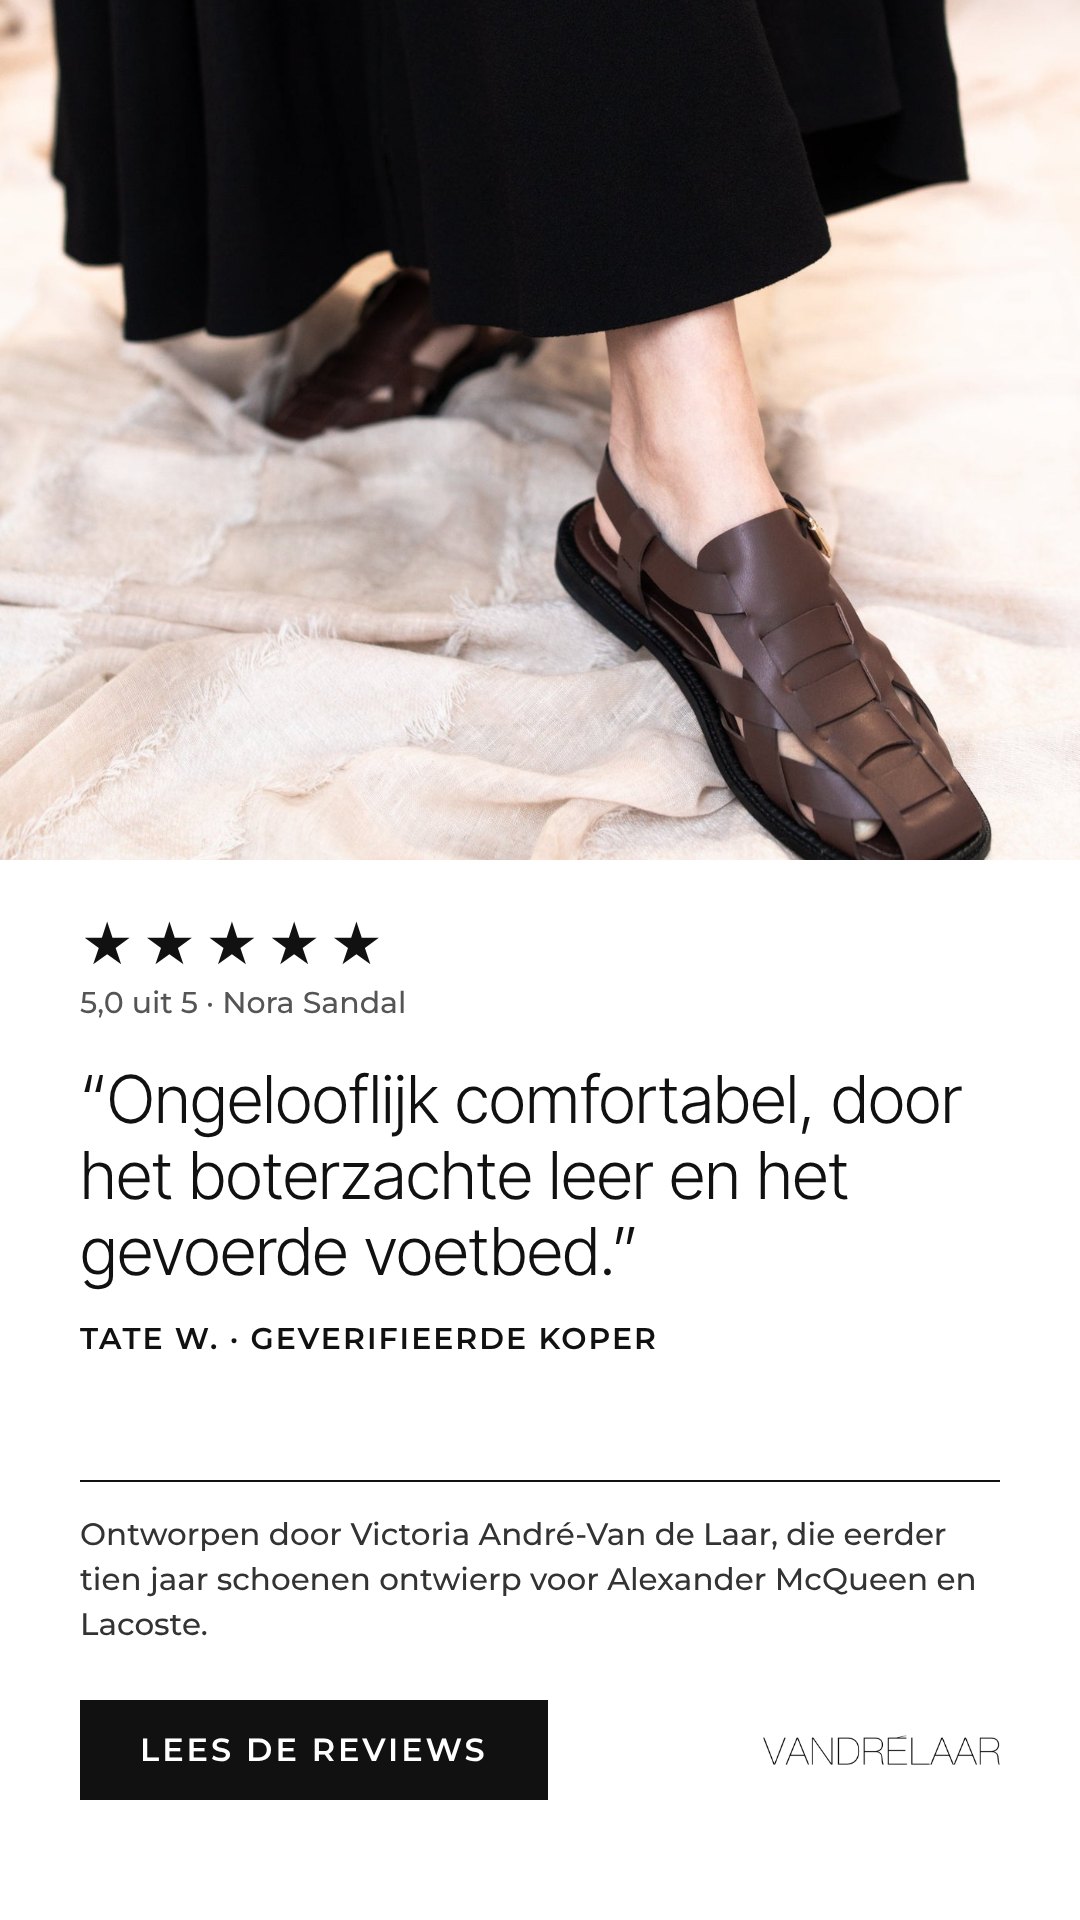 ★★★★★
5,0 uit 5 · Nora Sandal
“Ongelooflijk comfortabel, door
het boterzachte leer en het
gevoerde voetbed.”
TATE W. · GEVERIFIEERDE KOPER
Ontworpen door Victoria André-Van de Laar, die eerder
tien jaar schoenen ontwierp voor Alexander McQueen en
Lacoste.
LEES DE REVIEWS
VANDRÉLAAR